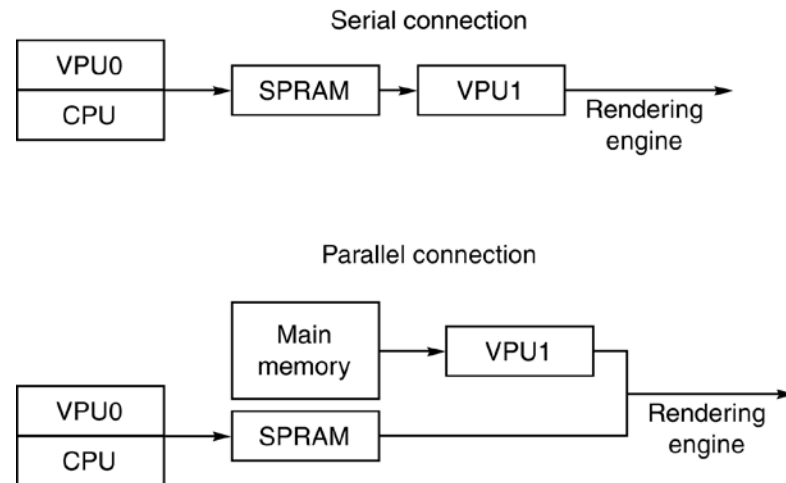 Serial connection
VPU0
CPU
SPRAM
VPU1
Rendering
engine
Parallel connection
Main
memory
VPU1
VPU0
CPU
SPRAM
Rendering
engine